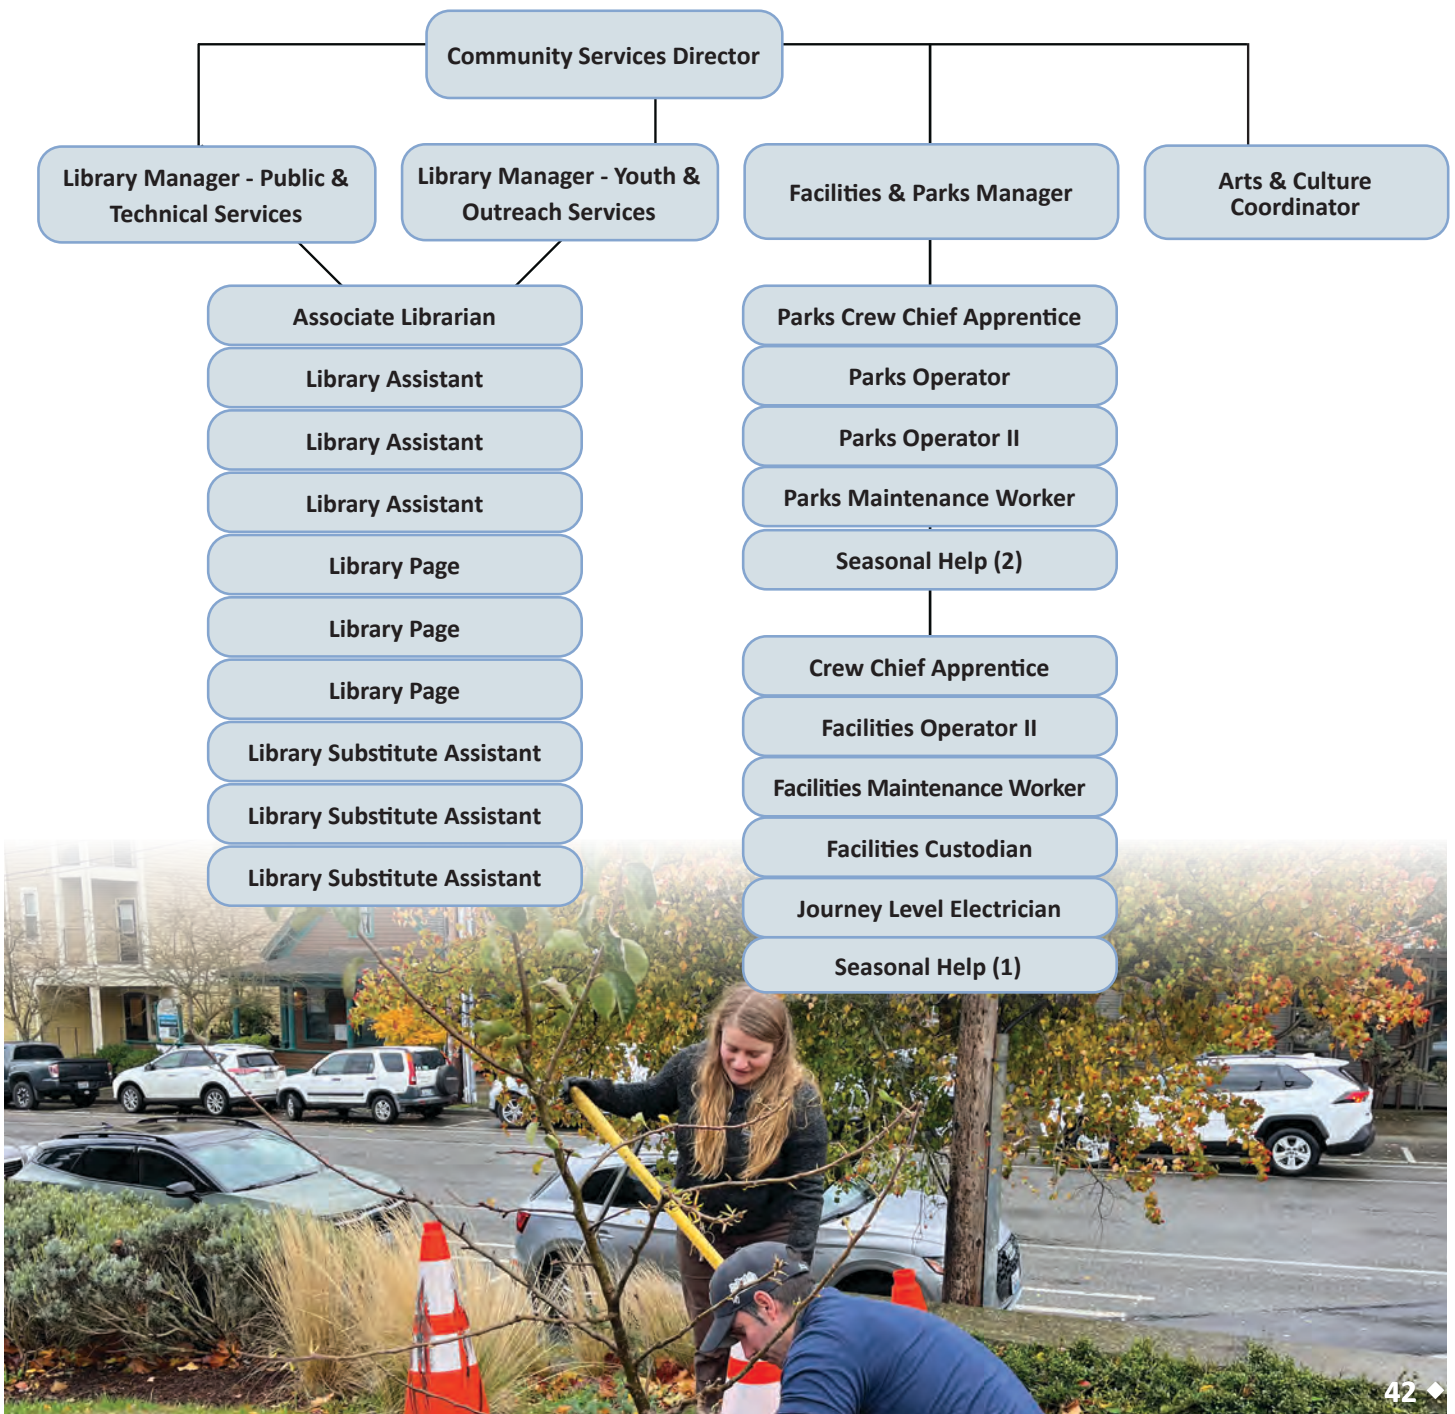 Community Services Director
Library Manager - Public &
Technical Services
Library Manager - Youth &
Outreach Services
Facilities & Parks Manager
Arts & Culture
Coordinator
Associate Librarian
Library Assistant
Library Assistant
Library Assistant
Library Page
Library Page
Library Page
Library Substitute Assistant
Library Substitute Assistant
Library Substitute Assistant
Parks Crew Chief Apprentice
Parks Operator
Parks Operator II
Parks Maintenance Worker
Seasonal Help (2)
Crew Chief Apprentice
Facilities Operator II
Facilities Maintenance Worker
Facilities Custodian
Journey Level Electrician
Seasonal Help (1)
42